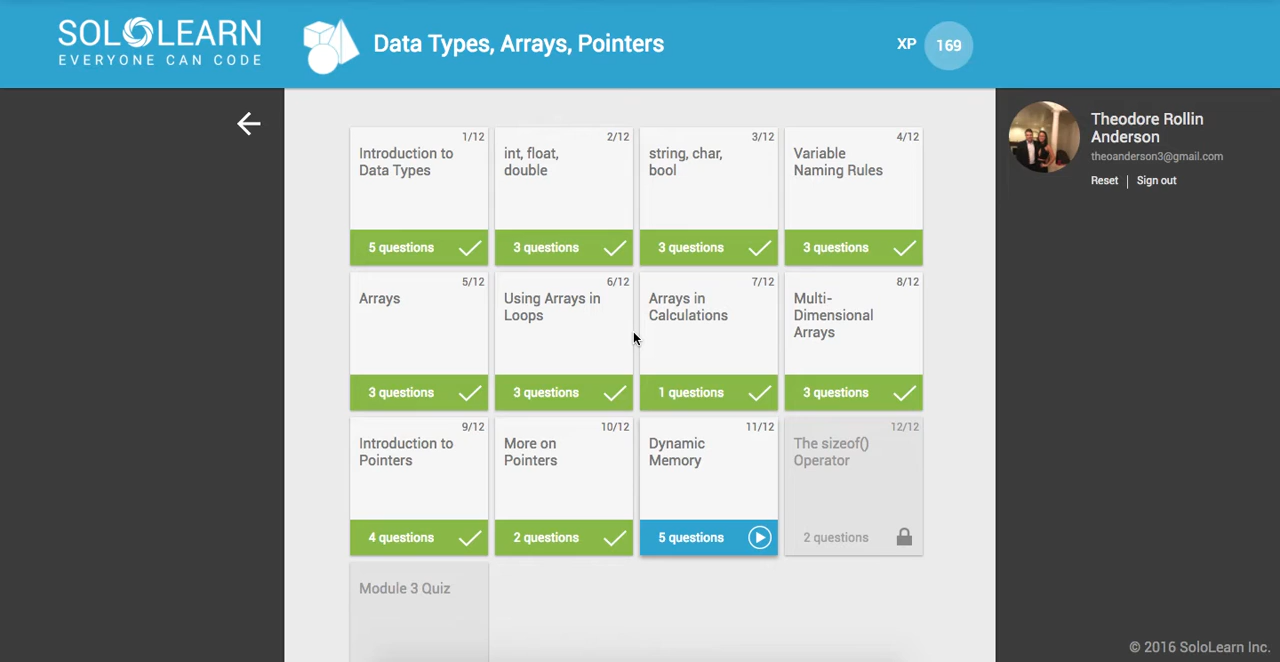 SOLOLEARN
EVERYONE CAN CODE
Data Types, Arrays, Pointers
XP 169
Theodore Rollin
Anderson
theoanderson3@gmail.com
Reset | Sign out
1/12
Introduction to
Data Types
5 questions
2/12
int, float,
double
3 questions
3/12
string, char,
bool
3 questions
4/12
Variable
Naming Rules
3 questions
5/12
Arrays
3 questions
6/12
Using Arrays in
Loops
3 questions
7/12
Arrays in
Calculations
1 questions
8/12
Multi-
Dimensional
Arrays
3 questions
9/12
Introduction to
Pointers
4 questions
10/12
More on
Pointers
2 questions
11/12
Dynamic
Memory
5 questions
12/12
The sizeof()
Operator
2 questions
Module 3 Quiz
© 2016 SoloLearn Inc.